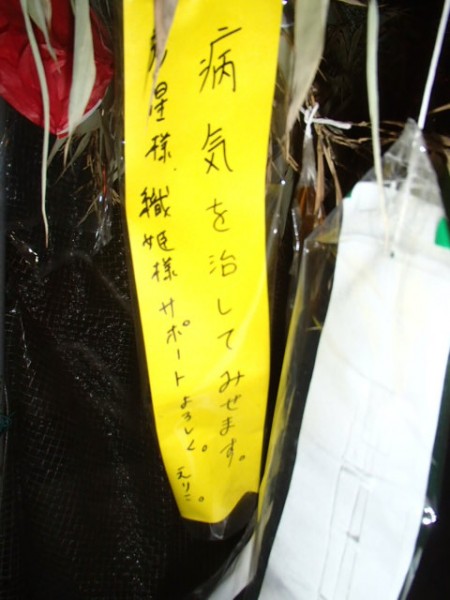 病気を治してみせます。
彦星様、織姫様サポートよろしく。えりこ。